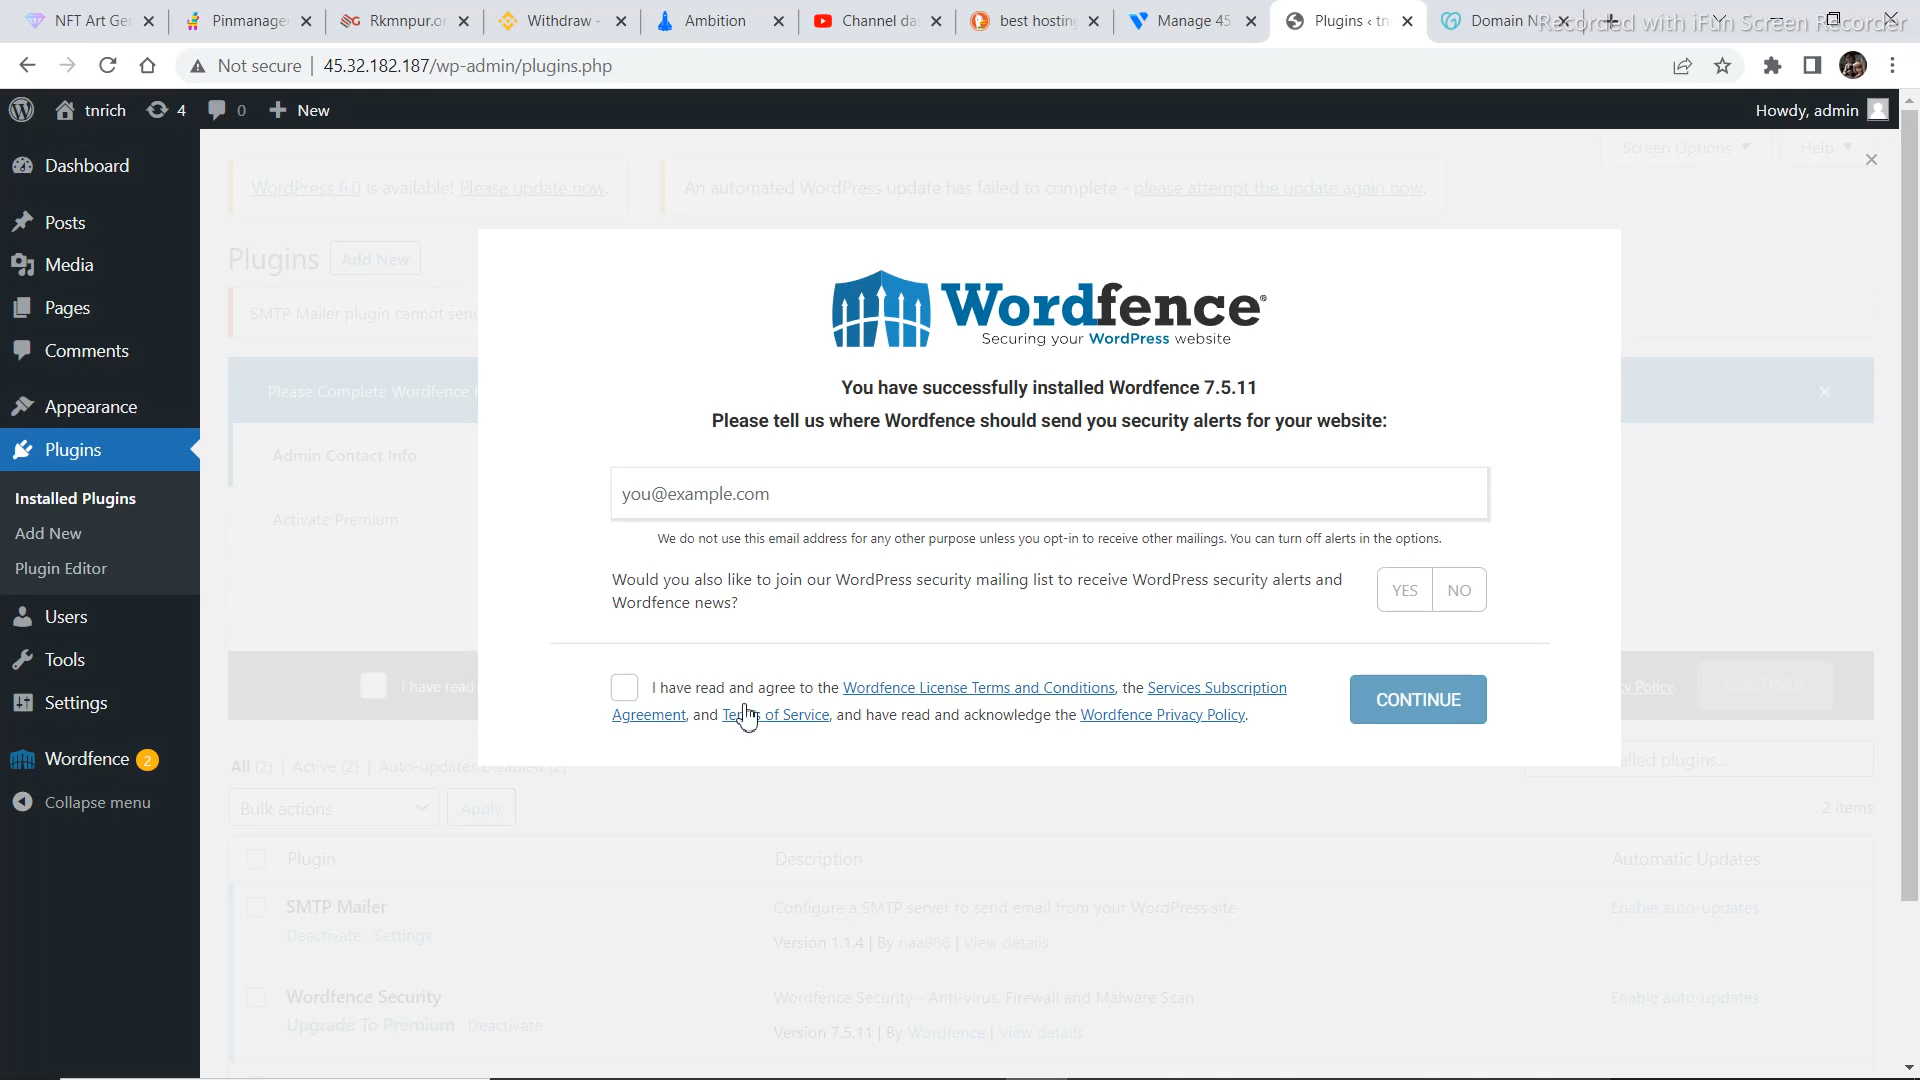 NFT Art Ge
Pinmanage
Rkmnpur.o
Withdraw -
Ambition
Channel da
best hosting
Manage 45.
Plugins ‹ tn
Domain N
Recorded with iFun Screen Recorder
Not secure
45.32.182.187/wp-admin/plugins.php
tnrich
4
0
New
Howdy, admin
Dashboard
Posts
Media
Pages
Comments
Appearance
Plugins
Installed Plugins
Add New
Plugin Editor
Users
Tools
Settings
Wordfence 2
Collapse menu
Screen Options
Help
WordPress 6.0 is available! Please update now.
An automated WordPress update has failed to complete - please attempt the update again now.
Plugins
Add New
SMTP Mailer plugin cannot send
Please Complete Wordfence
Admin Contact Info
Activate Premium
I have read
cy Policy.
CONTINUE
Wordfence®
Securing your WordPress website
You have successfully installed Wordfence 7.5.11
Please tell us where Wordfence should send you security alerts for your website:
you@example.com
We do not use this email address for any other purpose unless you opt-in to receive other mailings. You can turn off alerts in the options.
Would you also like to join our WordPress security mailing list to receive WordPress security alerts and
Wordfence news?
YES
NO
I have read and agree to the Wordfence License Terms and Conditions, the Services Subscription
Agreement, and Terms of Service, and have read and acknowledge the Wordfence Privacy Policy.
CONTINUE
All (2) | Active (2) | Auto-updates Disabled (2)
alled plugins...
Bulk actions
Apply
2 items
Plugin
Description
Automatic Updates
SMTP Mailer
Configure a SMTP server to send email from your WordPress site
Enable auto-updates
Deactivate
Settings
Version 1.1.4 | By naa986 | View details
Wordfence Security
Wordfence Security - Anti-virus, Firewall and Malware Scan
Enable auto-updates
Upgrade To Premium
Deactivate
Version 7.5.11 | By Wordfence | View details